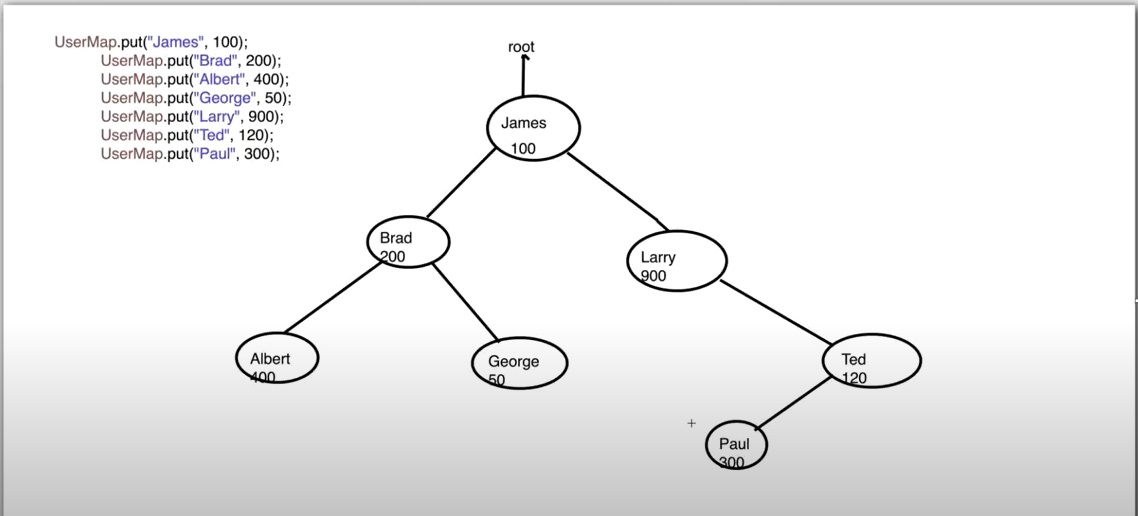 UserMap.put("James", 100);
UserMap.put("Brad", 200);
UserMap.put("Albert", 400);
UserMap.put("George", 50);
UserMap.put("Larry", 900);
UserMap.put("Ted", 120);
UserMap.put("Paul", 300);
root
James
100
Brad
200
Larry
900
Albert
400
George
50
Ted
120
Paul
300